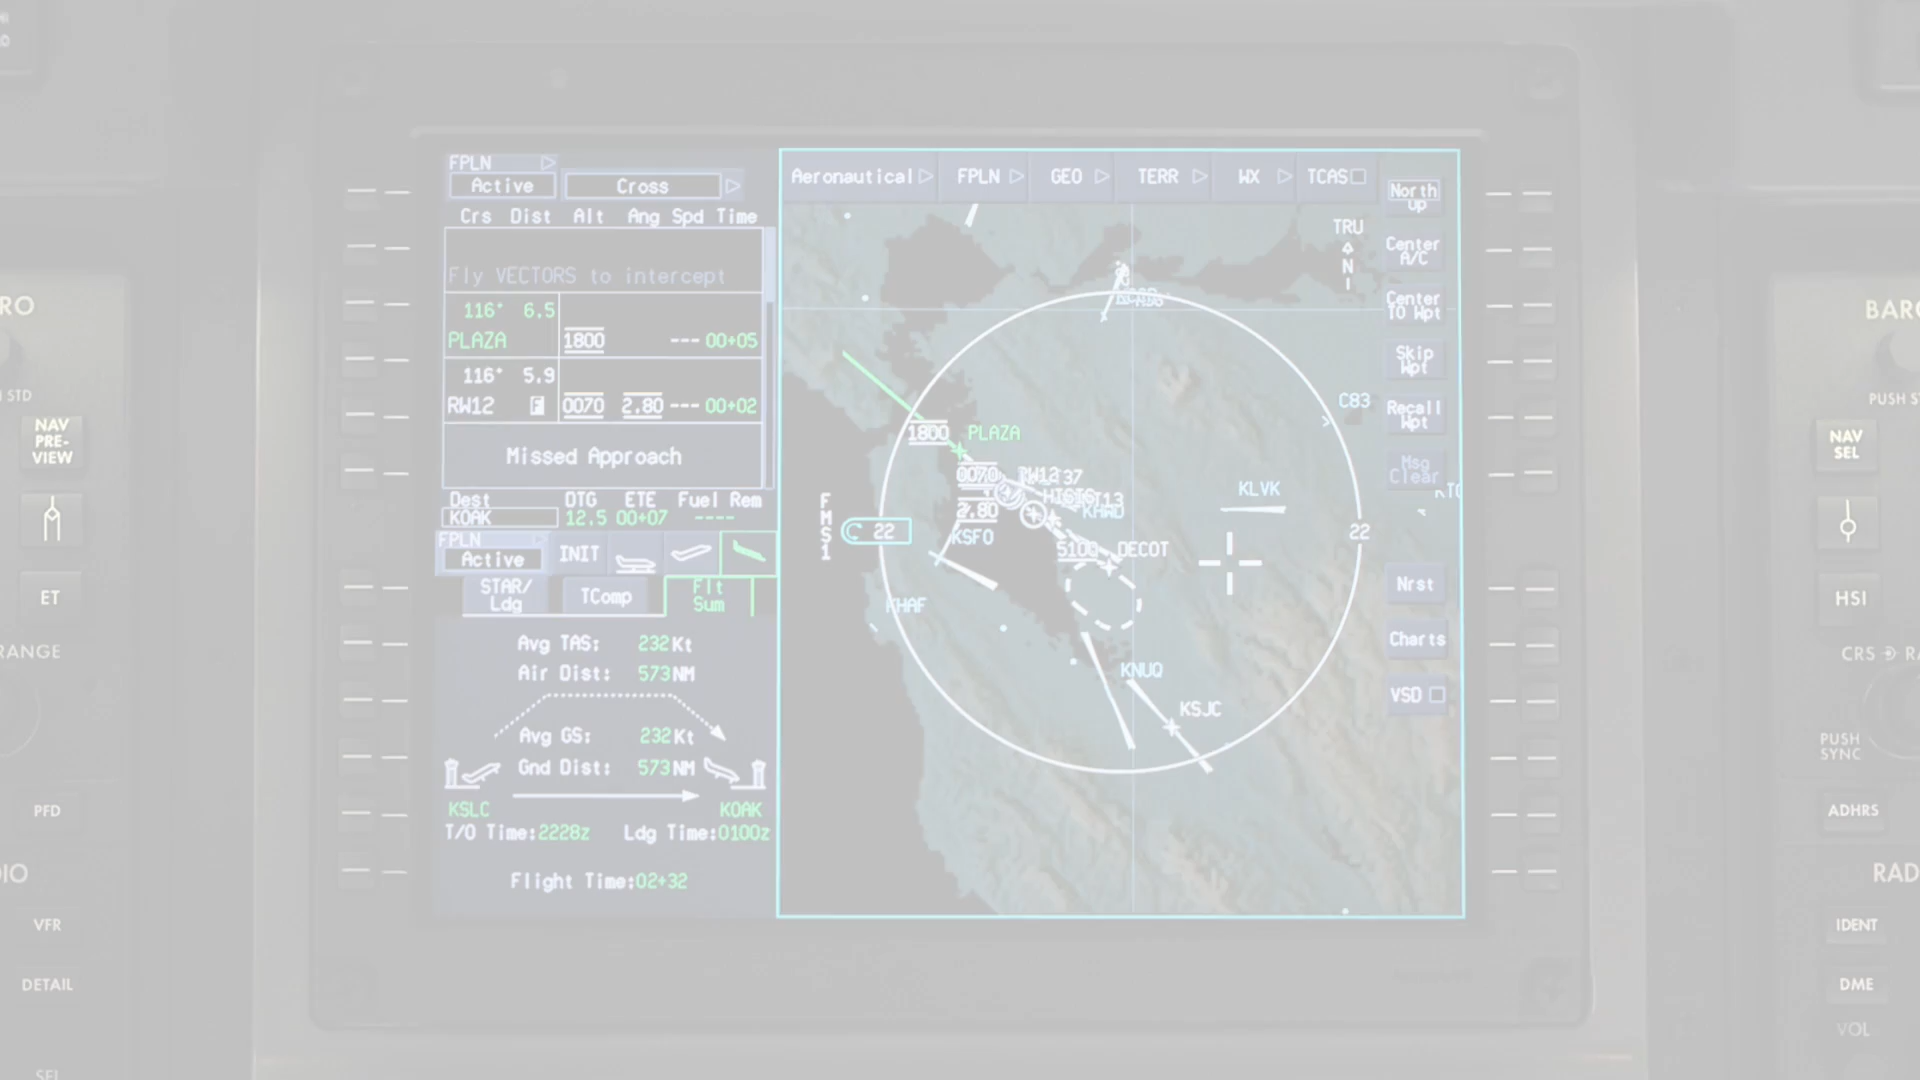 FPLN
Active
Cross
Crs Dist Alt Ang Spd Time
Fly VECTORS to intercept
116° 6.5
PLAZA 1800 --- 00+05
116° 5.9
RW12 F 0070 2.80 --- 00+02
Missed Approach
Dest DTG ETE Fuel Rem
KOAK 12.5 00+07 ----
FPLN
Active
INIT
STAR/
Ldg
TComp
Flt
Sum
Avg TAS: 232Kt
Air Dist: 573NM
Avg GS: 232Kt
Gnd Dist: 573NM
KSLC KOAK
T/O Time:2228z Ldg Time:0100z
Flight Time:02+32
Aeronautical FPLN GEO TERR WX TCAS
TRU
N
C83
1800 PLAZA
0070 RW12
2.80
KHWD
KLVK
FMS1
22
22
KSFO
5100 DECOT
KHAF
KNUQ
KSJC
North
Up
Center
A/C
Center
TO Wpt
Skip
Wpt
Recall
Wpt
Msg
Clear
Nrst
Charts
VSD
RO
STD
NAV
PRE-
VIEW
ET
RANGE
PFD
DIO
VFR
DETAIL
SEL
BARO
PUSH S
NAV
SEL
HSI
CRS RA
PUSH
SYNC
ADHRS
RAD
IDENT
DME
VOL